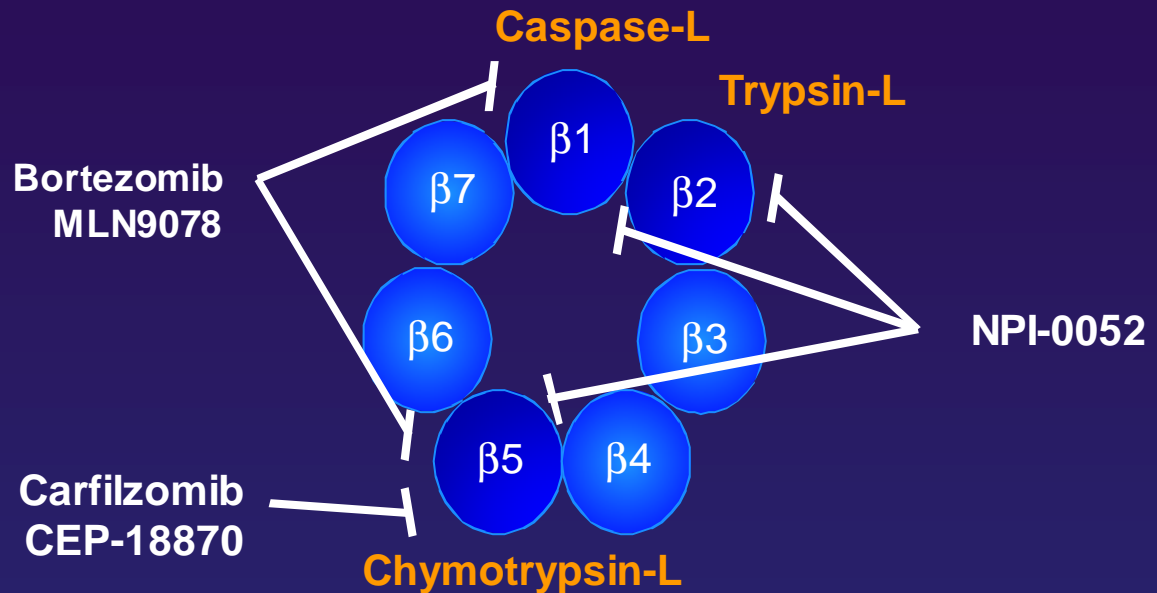 Caspase-L
Trypsin-L
β1
β7
β2
Bortezomib
MLN9078
β6
β3
NPI-0052
β5
β4
Carfilzomib
CEP-18870
Chymotrypsin-L